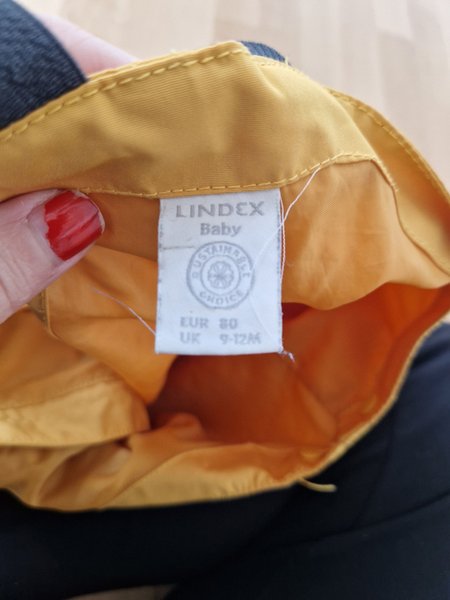 LINDEX
Baby
SUSTAINABLE
CHOICE
EUR 80
UK 9-12M